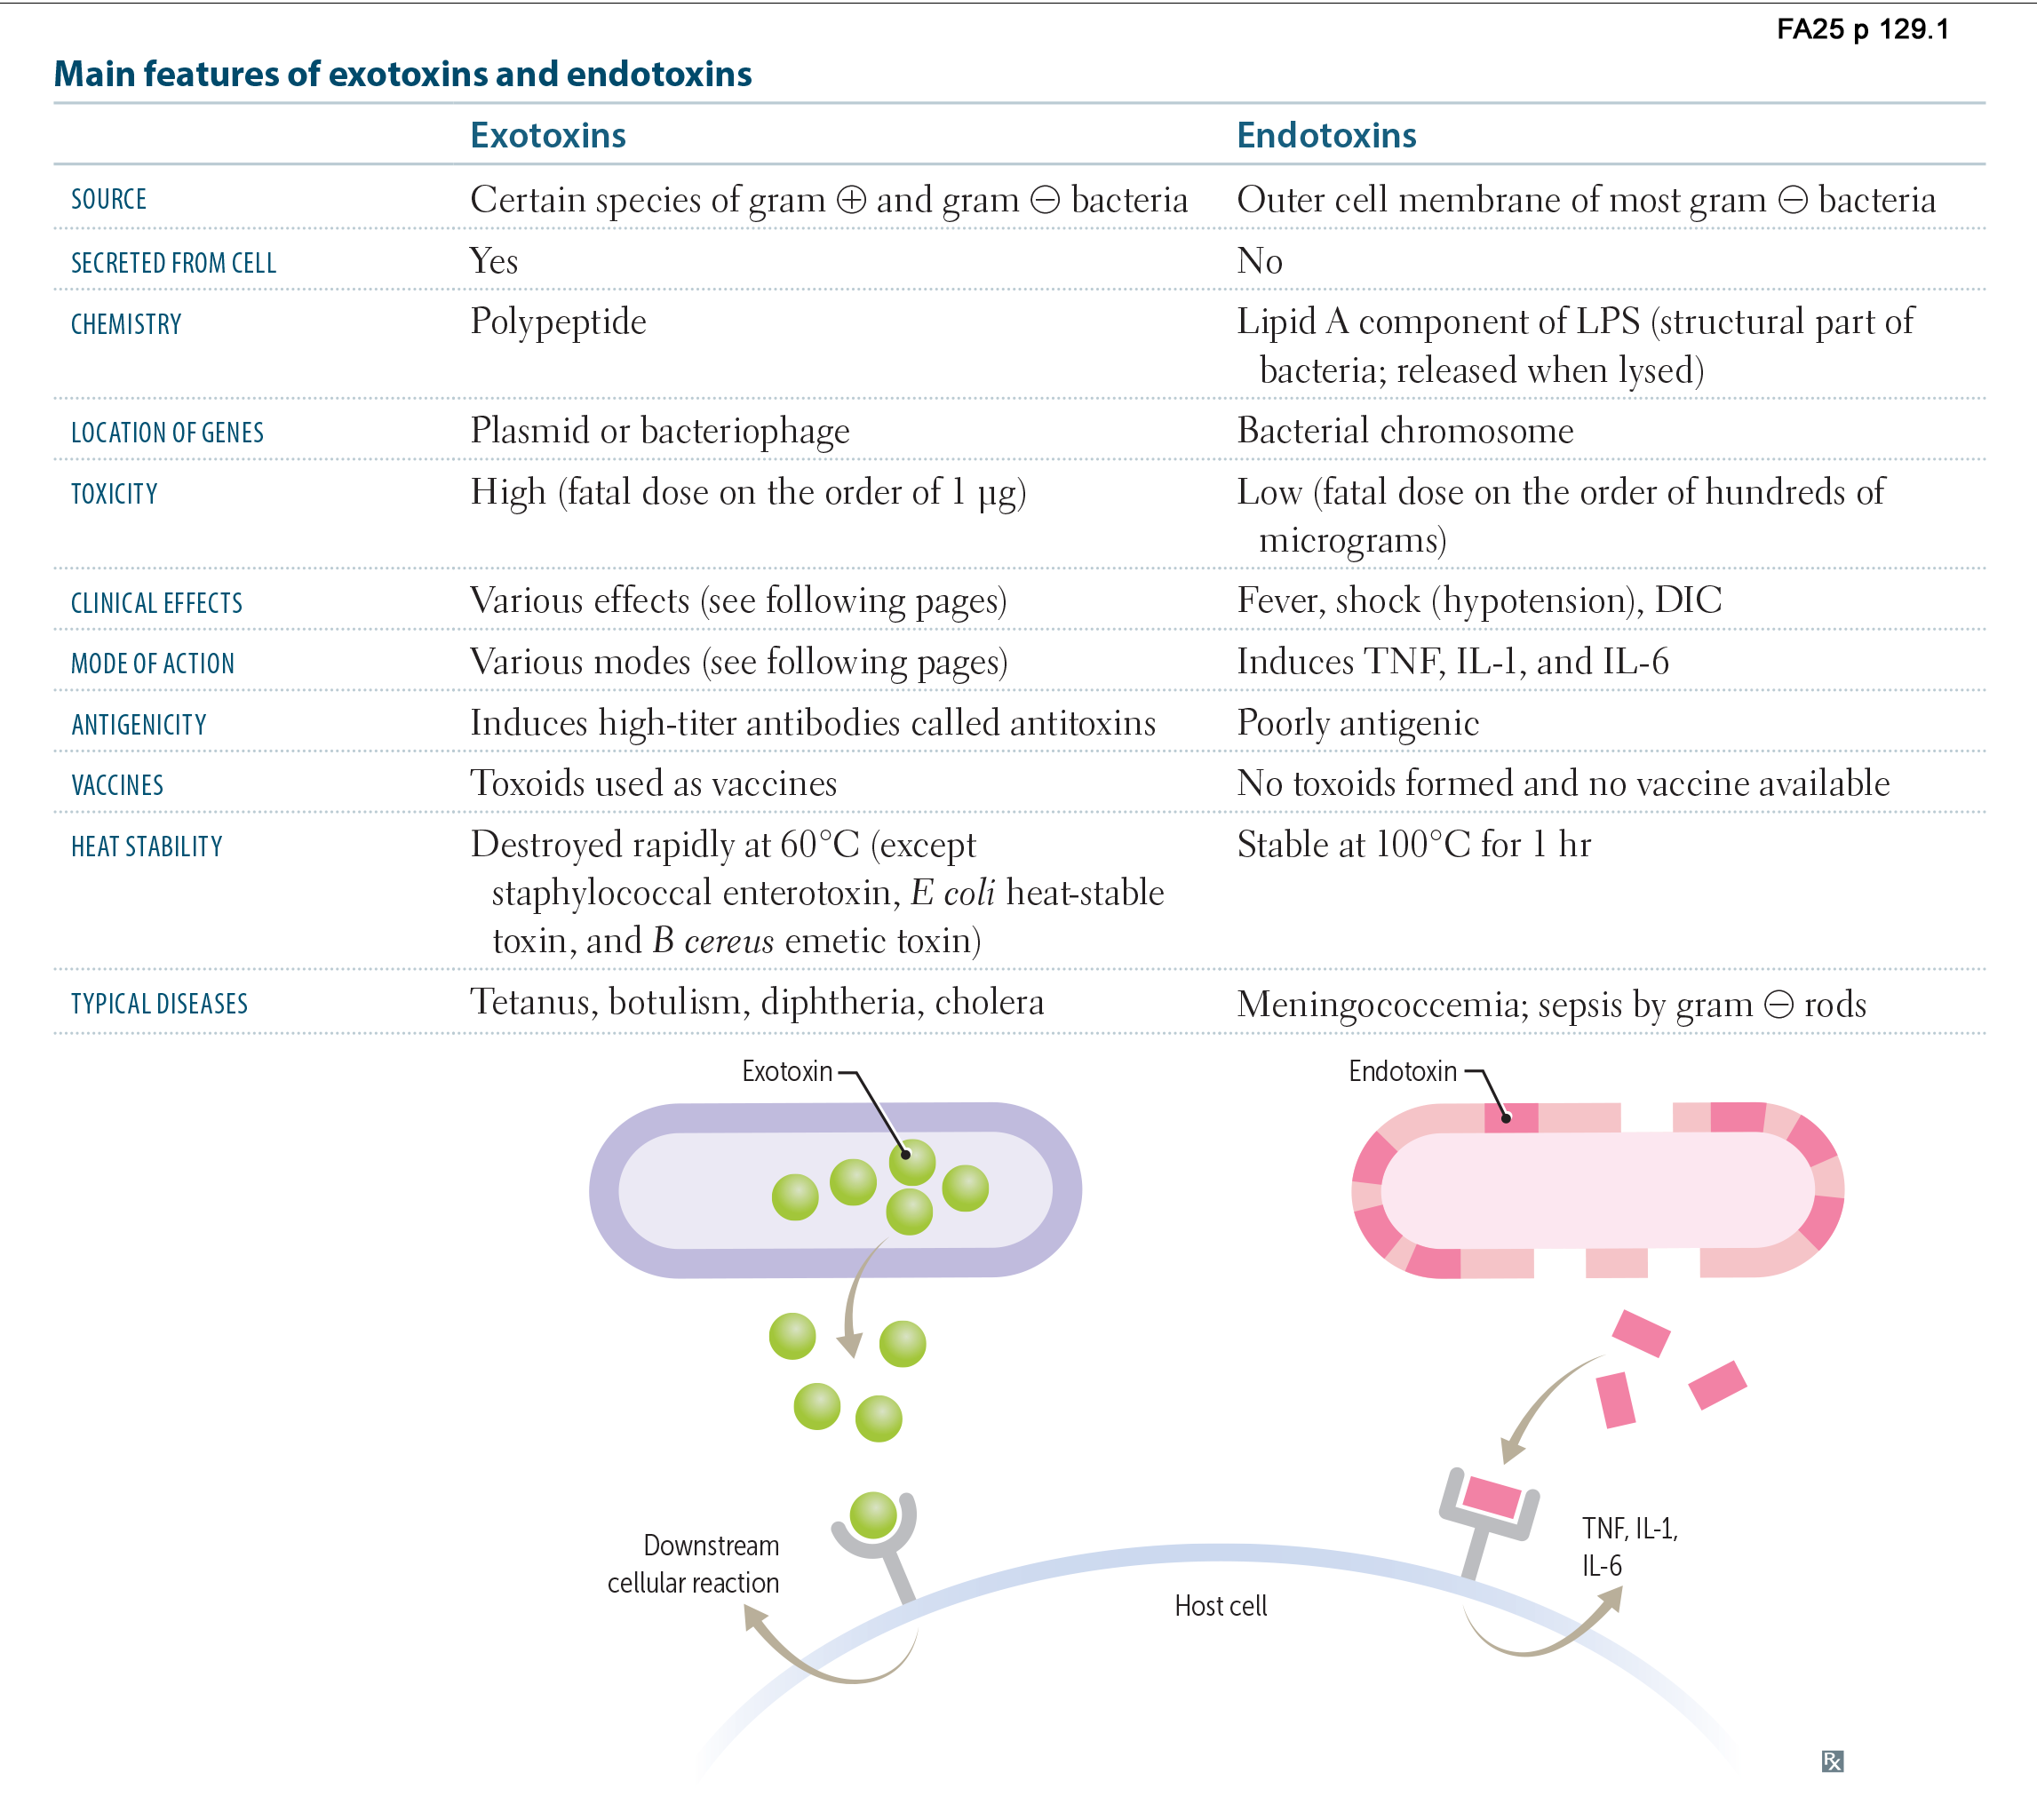 FA25 p 129.1
Main features of exotoxins and endotoxins
Exotoxins Endotoxins
SOURCE Certain species of gram ⊕ and gram ⊖ bacteria Outer cell membrane of most gram ⊖ bacteria
SECRETED FROM CELL Yes No
CHEMISTRY Polypeptide Lipid A component of LPS (structural part of
bacteria; released when lysed)
LOCATION OF GENES Plasmid or bacteriophage Bacterial chromosome
TOXICITY High (fatal dose on the order of 1 µg) Low (fatal dose on the order of hundreds of
micrograms)
CLINICAL EFFECTS Various effects (see following pages) Fever, shock (hypotension), DIC
MODE OF ACTION Various modes (see following pages) Induces TNF, IL-1, and IL-6
ANTIGENICITY Induces high-titer antibodies called antitoxins Poorly antigenic
VACCINES Toxoids used as vaccines No toxoids formed and no vaccine available
HEAT STABILITY Destroyed rapidly at 60°C (except Stable at 100°C for 1 hr
staphylococcal enterotoxin, E coli heat-stable
toxin, and B cereus emetic toxin)
TYPICAL DISEASES Tetanus, botulism, diphtheria, cholera Meningococcemia; sepsis by gram ⊖ rods
Exotoxin Endotoxin
Downstream
cellular reaction
TNF, IL-1,
IL-6
Host cell
Rx